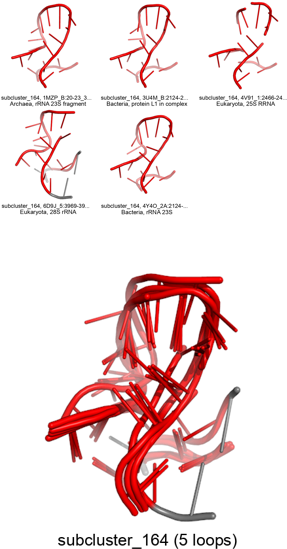 subcluster_164, 1MZP_B:20-23_3...
Archaea, rRNA 23S fragment
subcluster_164, 3U4M_B:2124-2...
Bacteria, protein L1 in complex
subcluster_164, 4V91_1:2466-24...
Eukaryota, 25S RRNA
subcluster_164, 6D9J_5:3969-39...
Eukaryota, 28S rRNA
subcluster_164, 4Y4O_2A:2124-...
Bacteria, rRNA 23S
subcluster_164 (5 loops)